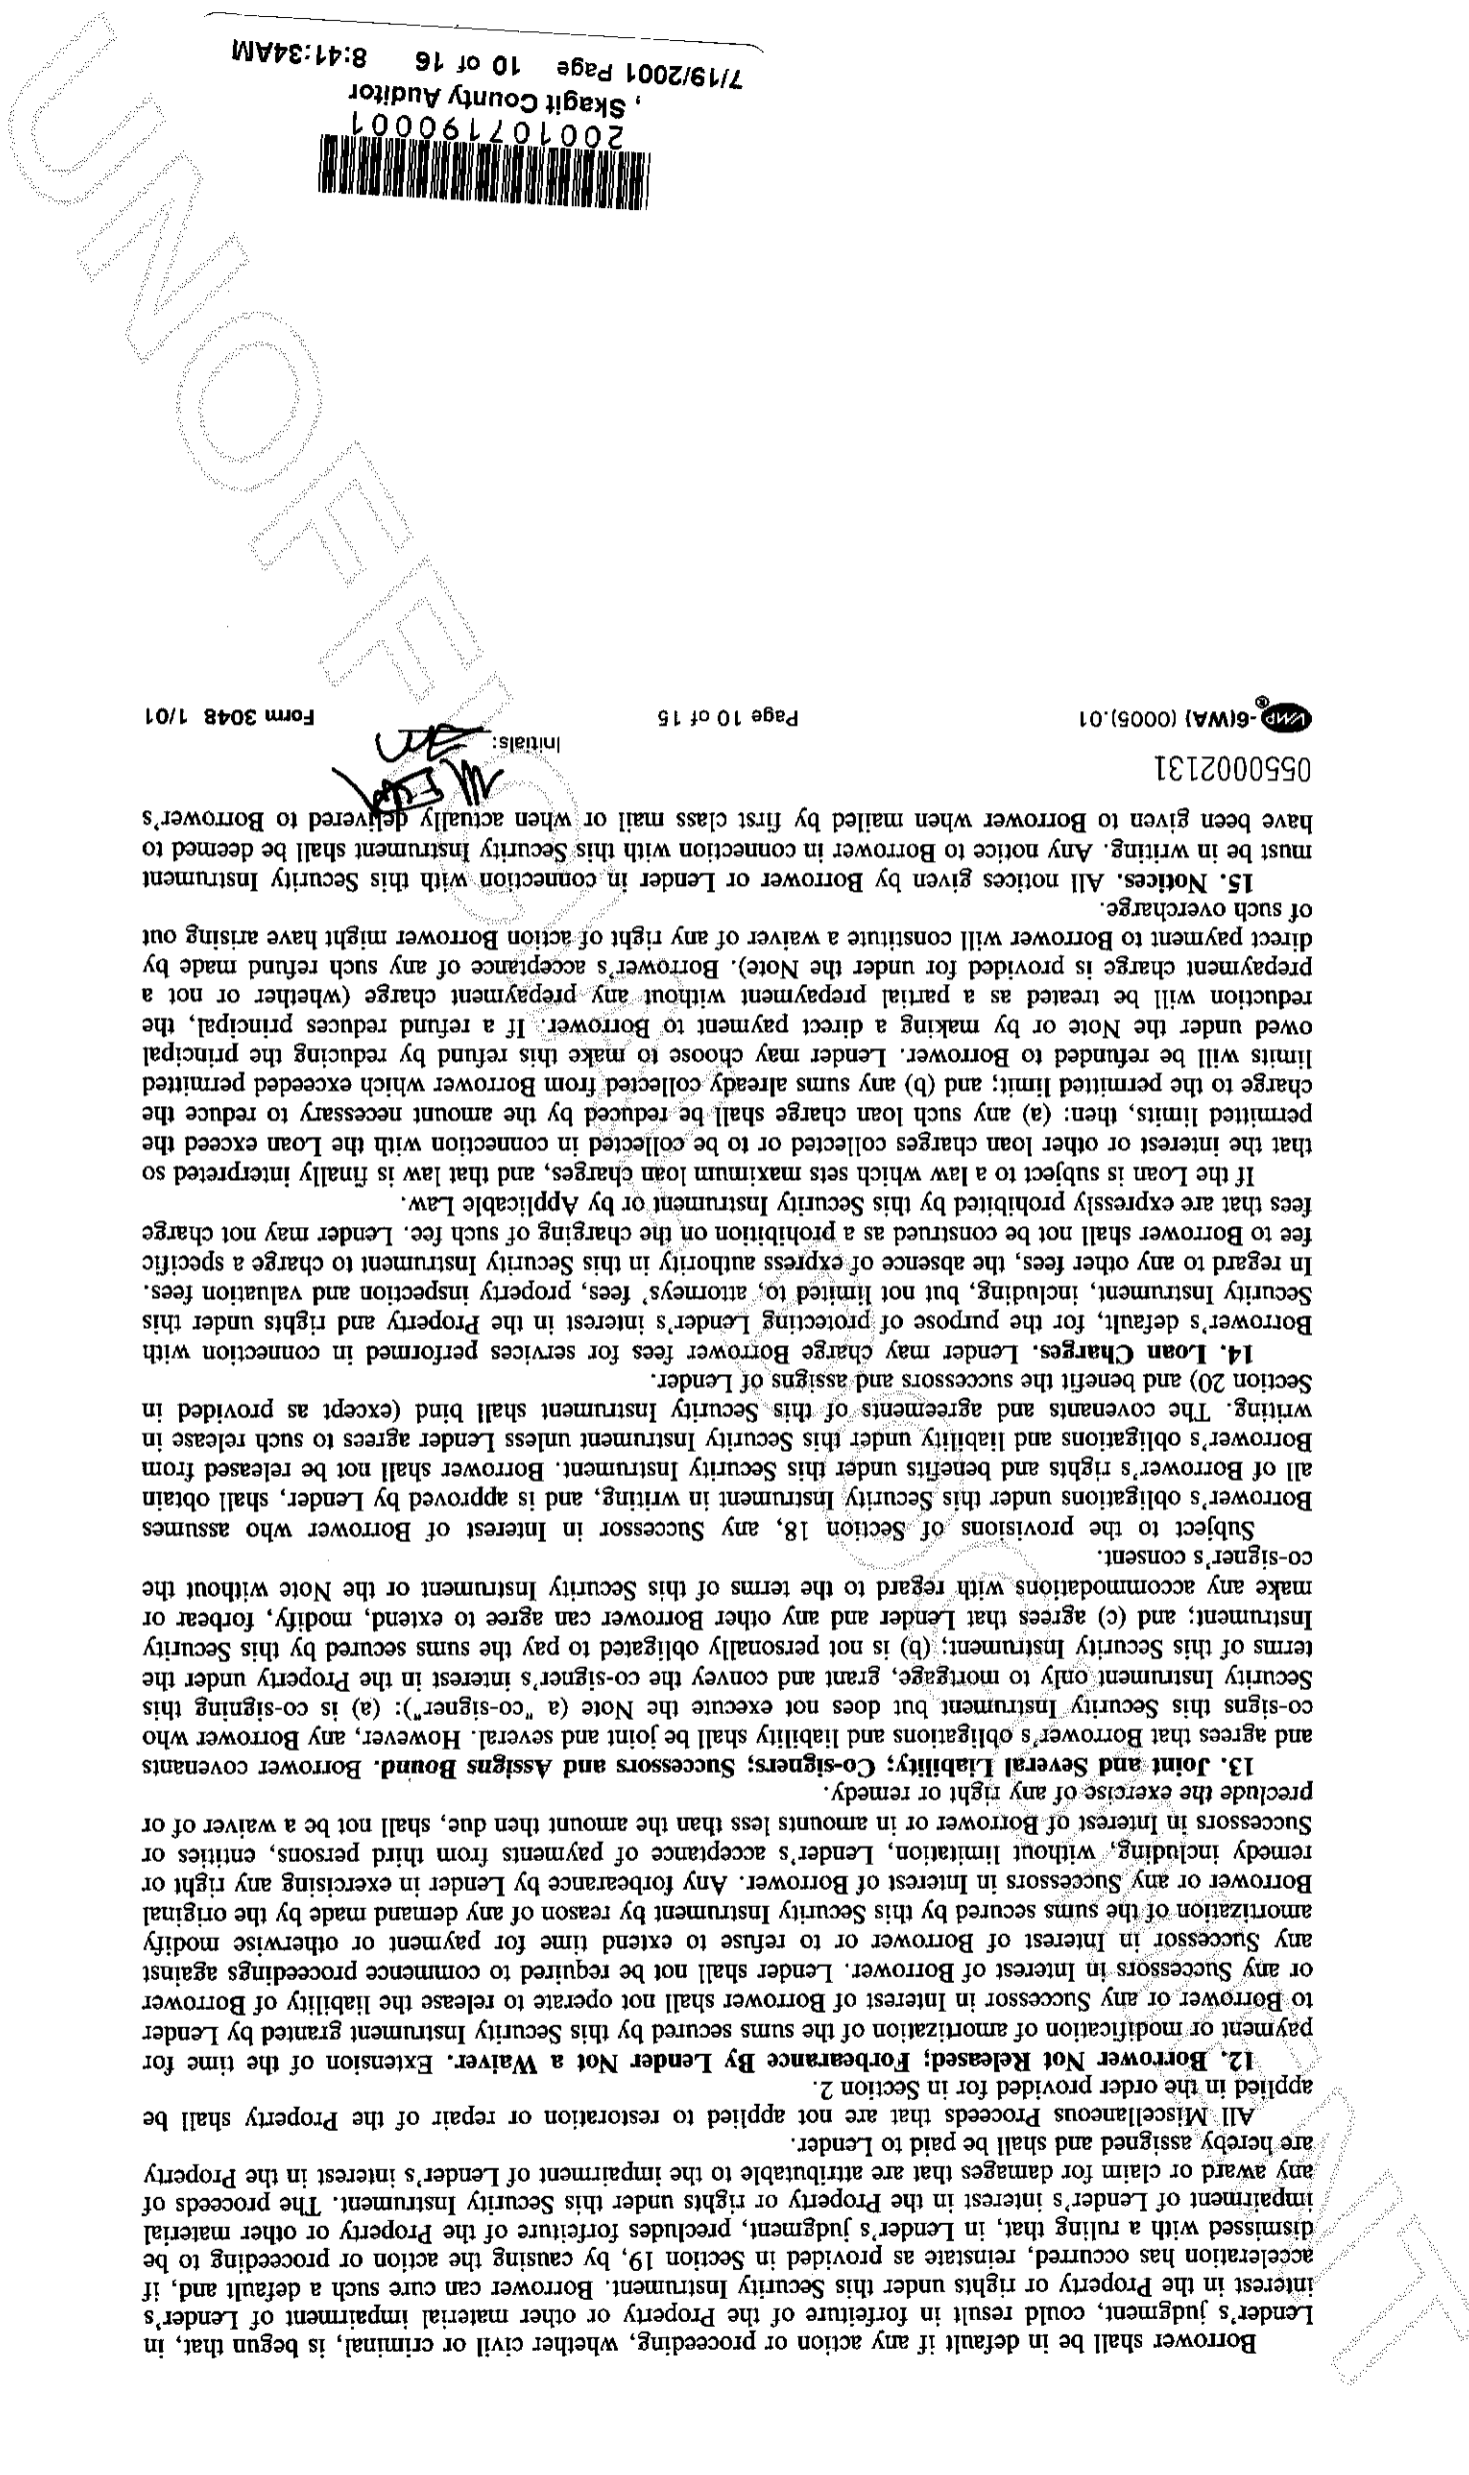 Borrower shall be in default if any action or proceeding, whether civil or criminal, is begun that, in
Lender's judgment, could result in forfeiture of the Property or other material impairment of Lender's
interest in the Property or rights under this Security Instrument. Borrower can cure such a default and, if
acceleration has occurred, reinstate as provided in Section 19, by causing the action or proceeding to be
dismissed with a ruling that, in Lender's judgment, precludes forfeiture of the Property or other material
impairment of Lender's interest in the Property or rights under this Security Instrument. The proceeds of
any award or claim for damages that are attributable to the impairment of Lender's interest in the Property
are hereby assigned and shall be paid to Lender.
All Miscellaneous Proceeds that are not applied to restoration or repair of the Property shall be
applied in the order provided for in Section 2.
12. Borrower Not Released; Forbearance By Lender Not a Waiver. Extension of the time for
payment or modification of amortization of the sums secured by this Security Instrument granted by Lender
to Borrower or any Successor in Interest of Borrower shall not operate to release the liability of Borrower
or any Successors in Interest of Borrower. Lender shall not be required to commence proceedings against
any Successor in Interest of Borrower or to refuse to extend time for payment or otherwise modify
amortization of the sums secured by this Security Instrument by reason of any demand made by the original
Borrower or any Successors in Interest of Borrower. Any forbearance by Lender in exercising any right or
remedy including, without limitation, Lender's acceptance of payments from third persons, entities or
Successors in Interest of Borrower or in amounts less than the amount then due, shall not be a waiver of or
preclude the exercise of any right or remedy.
13. Joint and Several Liability; Co-signers; Successors and Assigns Bound. Borrower covenants
and agrees that Borrower's obligations and liability shall be joint and several. However, any Borrower who
co-signs this Security Instrument but does not execute the Note (a "co-signer"): (a) is co-signing this
Security Instrument only to mortgage, grant and convey the co-signer's interest in the Property under the
terms of this Security Instrument; (b) is not personally obligated to pay the sums secured by this Security
Instrument; and (c) agrees that Lender and any other Borrower can agree to extend, modify, forbear or
make any accommodations with regard to the terms of this Security Instrument or the Note without the
co-signer's consent.
Subject to the provisions of Section 18, any Successor in Interest of Borrower who assumes
Borrower's obligations under this Security Instrument in writing, and is approved by Lender, shall obtain
all of Borrower's rights and benefits under this Security Instrument. Borrower shall not be released from
Borrower's obligations and liability under this Security Instrument unless Lender agrees to such release in
writing. The covenants and agreements of this Security Instrument shall bind (except as provided in
Section 20) and benefit the successors and assigns of Lender.
14. Loan Charges. Lender may charge Borrower fees for services performed in connection with
Borrower's default, for the purpose of protecting Lender's interest in the Property and rights under this
Security Instrument, including, but not limited to, attorneys' fees, property inspection and valuation fees.
In regard to any other fees, the absence of express authority in this Security Instrument to charge a specific
fee to Borrower shall not be construed as a prohibition on the charging of such fee. Lender may not charge
fees that are expressly prohibited by this Security Instrument or by Applicable Law.
If the Loan is subject to a law which sets maximum loan charges, and that law is finally interpreted so
that the interest or other loan charges collected or to be collected in connection with the Loan exceed the
permitted limits, then: (a) any such loan charge shall be reduced by the amount necessary to reduce the
charge to the permitted limit; and (b) any sums already collected from Borrower which exceeded permitted
limits will be refunded to Borrower. Lender may choose to make this refund by reducing the principal
owed under the Note or by making a direct payment to Borrower. If a refund reduces principal, the
reduction will be treated as a partial prepayment without any prepayment charge (whether or not a
prepayment charge is provided for under the Note). Borrower's acceptance of any such refund made by
direct payment to Borrower will constitute a waiver of any right of action Borrower might have arising out
of such overcharge.
15. Notices. All notices given by Borrower or Lender in connection with this Security Instrument
must be in writing. Any notice to Borrower in connection with this Security Instrument shall be deemed to
have been given to Borrower when mailed by first class mail or when actually delivered to Borrower's
0550002131
Initials:
VMP®-6(WA) (0005).01 Page 10 of 15 Form 3048 1/01
200107190001
, Skagit County Auditor
7/19/2001 Page 10 of 16 8:41:34AM
UNOFFICIAL DOCUMENT